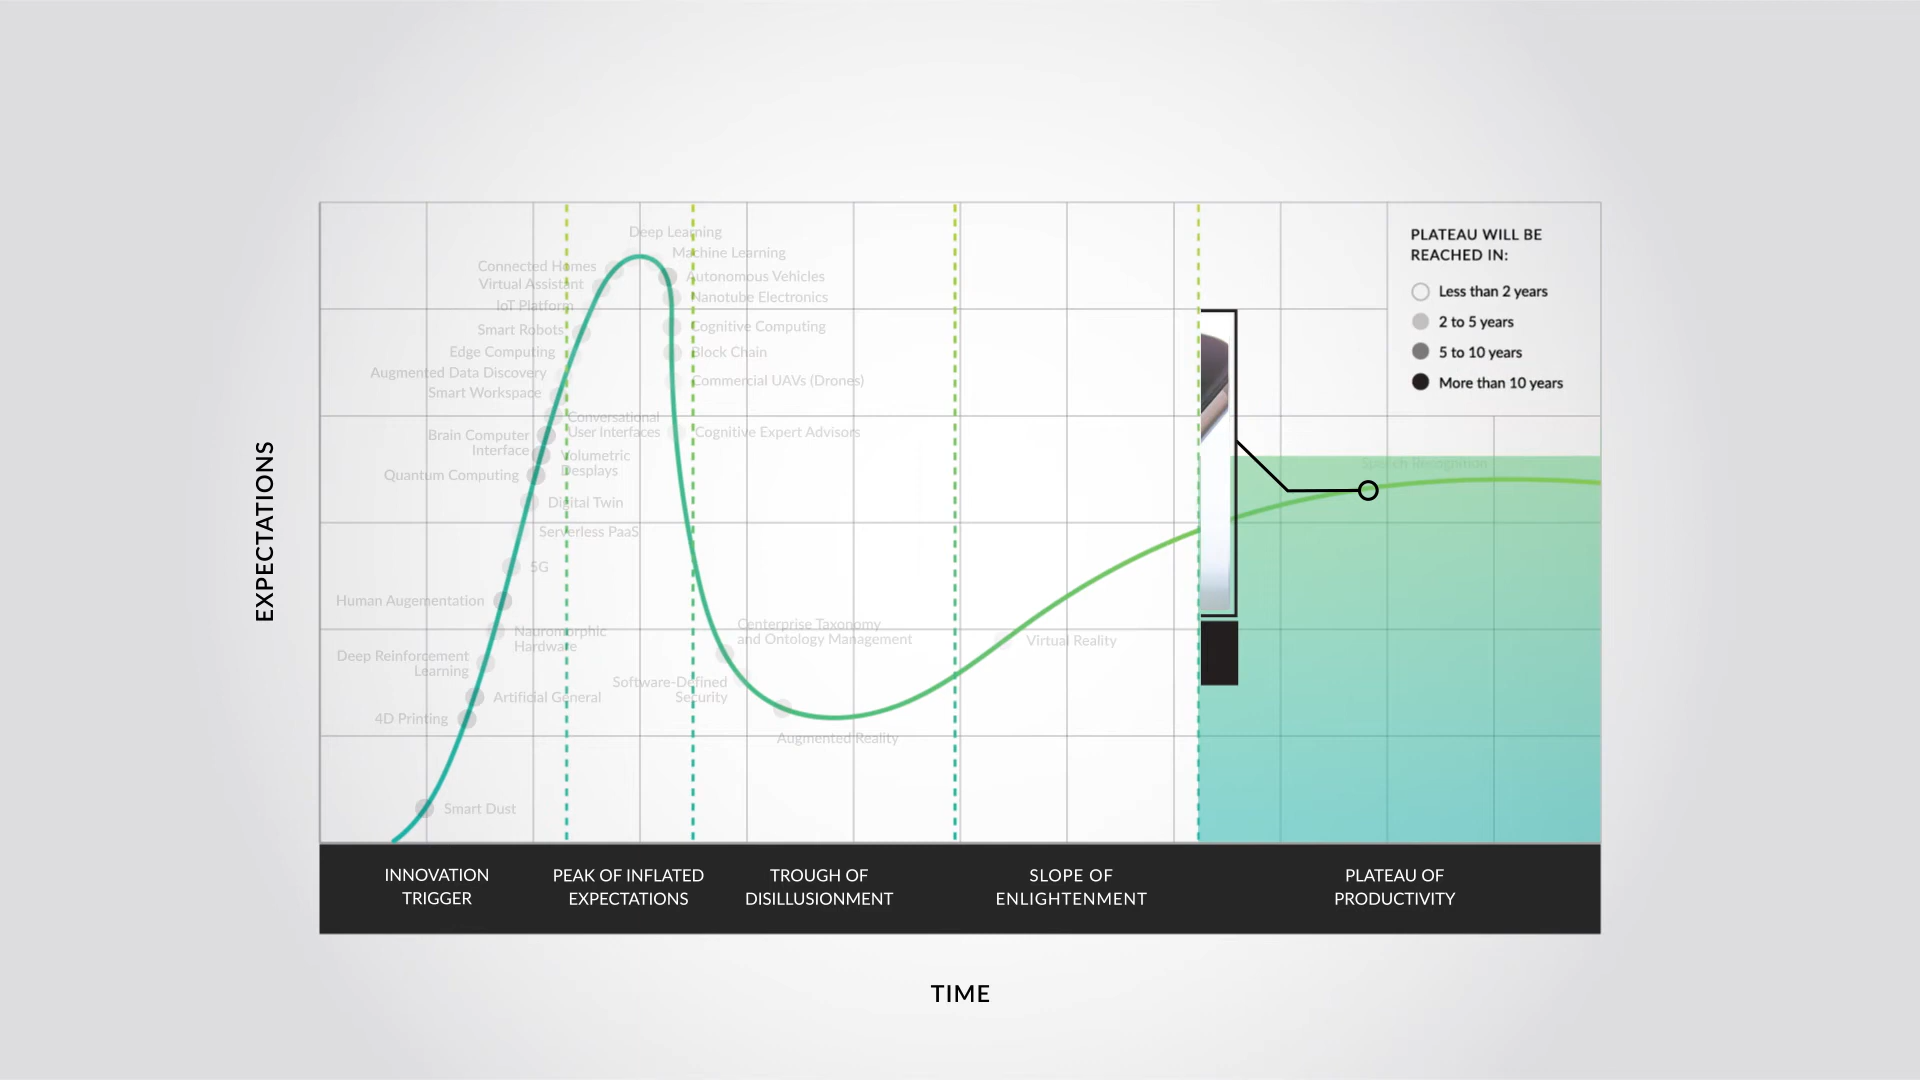 Deep Learning
Machine Learning
Connected Homes
Autonomous Vehicles
Virtual Assistant
Nanotube Electronics
IoT Platform
Smart Robots
Cognitive Computing
Edge Computing
Block Chain
Augmented Data Discovery
Commercial UAVs (Drones)
Smart Workspace
Conversational
User Interfaces
Cognitive Expert Advisors
Brain Computer
Interface
Volumetric
Desplays
Quantum Computing
Digital Twin
Serverless PaaS
5G
Human Augementation
Nauromorphic
Hardware
Deep Reinforcement
Learning
Artificial General
4D Printing
Smart Dust
Centerprise Taxonomy
and Ontology Management
Software-Defined
Security
Augmented Reality
Virtual Reality
Speech Recognition
PLATEAU WILL BE
REACHED IN:
Less than 2 years
2 to 5 years
5 to 10 years
More than 10 years
EXPECTATIONS
INNOVATION
TRIGGER
PEAK OF INFLATED
EXPECTATIONS
TROUGH OF
DISILLUSIONMENT
SLOPE OF
ENLIGHTENMENT
PLATEAU OF
PRODUCTIVITY
TIME